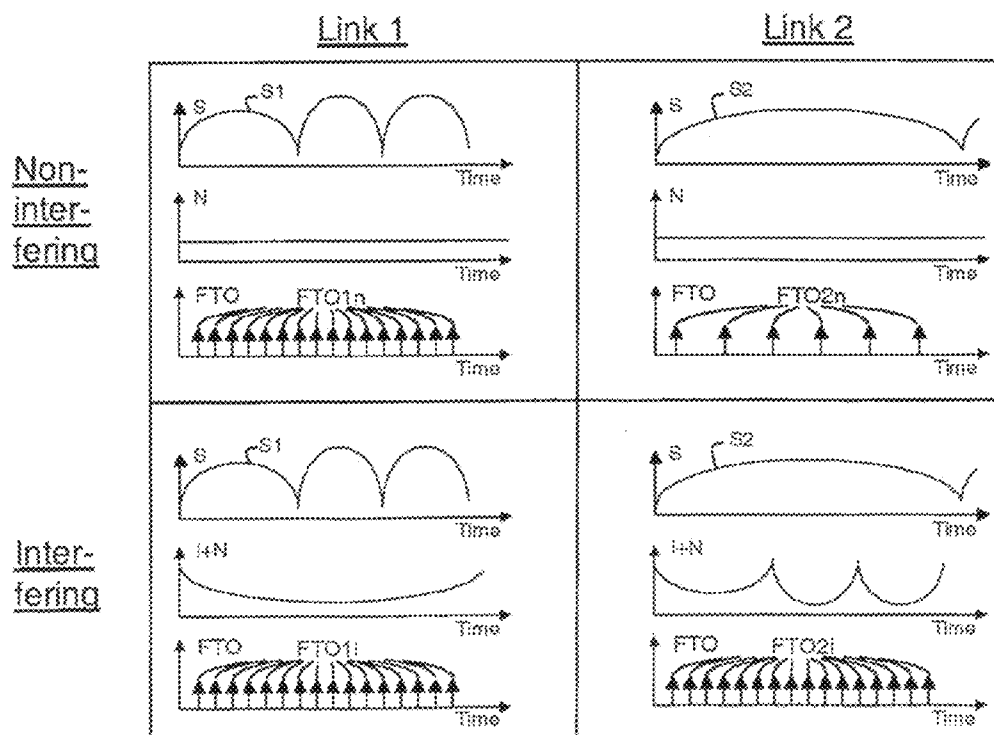 Link 1
Link 2
Non-
inter-
fering
S
S1
Time
N
Time
FTO
FTO1n
Time
S
S2
Time
N
Time
FTO
FTO2n
Time
Inter-
fering
S
S1
Time
I+N
Time
FTO
FTO1i
Time
S
S2
Time
I+N
Time
FTO
FTO2i
Time